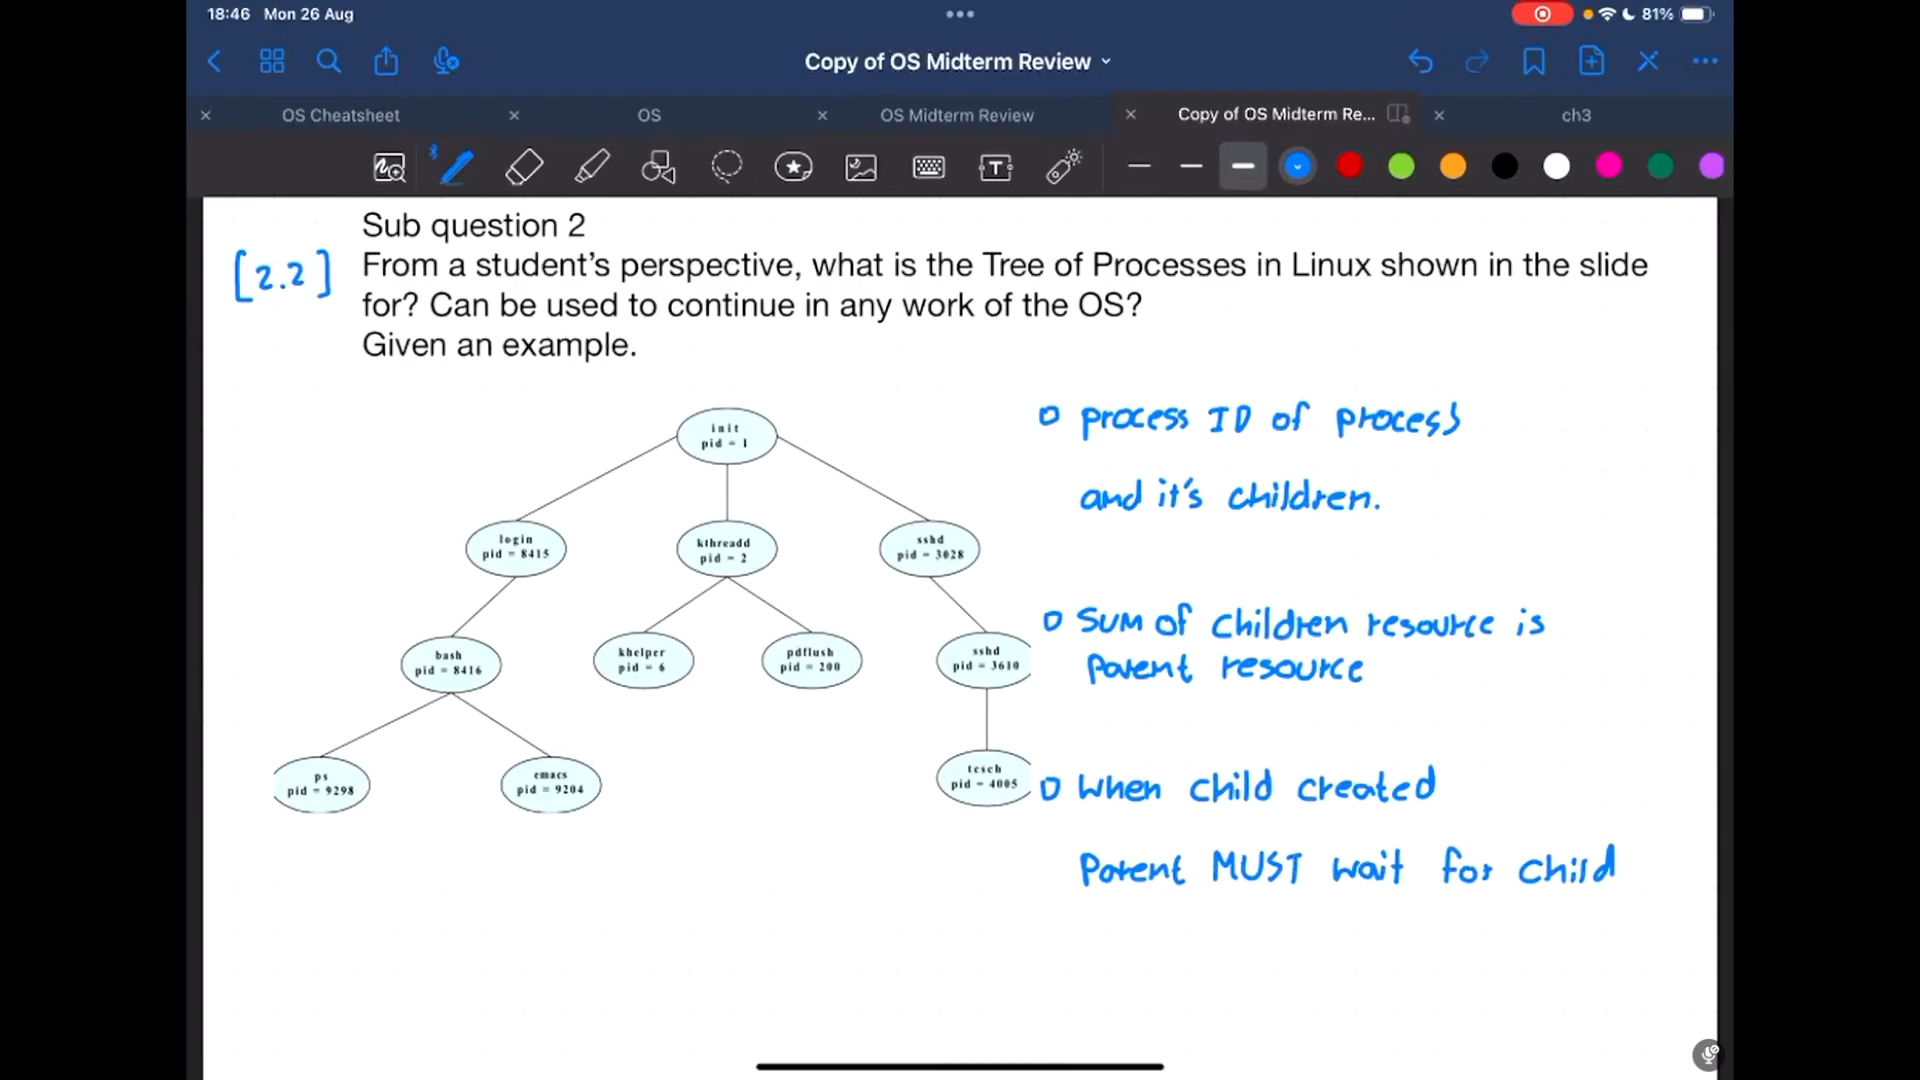 18:46 Mon 26 Aug
81%
Copy of OS Midterm Review
OS Cheatsheet
OS
OS Midterm Review
Copy of OS Midterm Re...
ch3
Sub question 2
[2.2]
From a student’s perspective, what is the Tree of Processes in Linux shown in the slide
for? Can be used to continue in any work of the OS?
Given an example.
init
pid = 1
login
pid = 8415
kthreadd
pid = 2
sshd
pid = 3028
bash
pid = 8416
khelper
pid = 6
pdflush
pid = 200
sshd
pid = 3610
ps
pid = 9298
emacs
pid = 9204
tcsch
pid = 4005
process ID of process
and it's children.
Sum of children resource is
Parent resource
When child created
Parent MUST wait for child